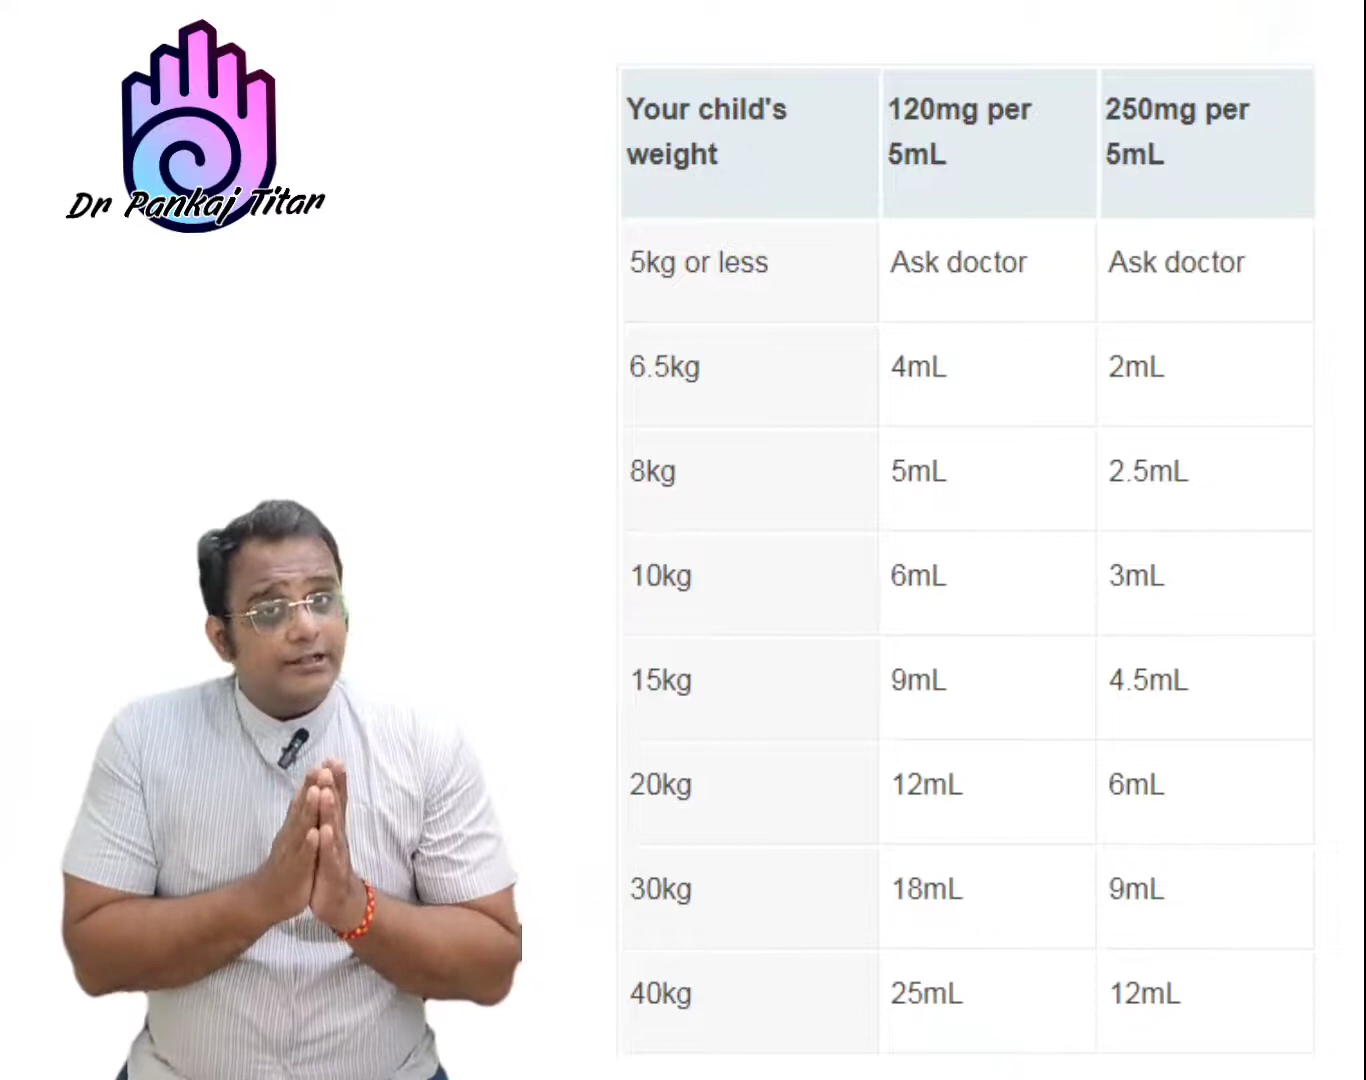 Dr Pankaj Titan
Your child's weight 120mg per 5mL 250mg per 5mL
5kg or less Ask doctor Ask doctor
6.5kg 4mL 2mL
8kg 5mL 2.5mL
10kg 6mL 3mL
15kg 9mL 4.5mL
20kg 12mL 6mL
30kg 18mL 9mL
40kg 25mL 12mL